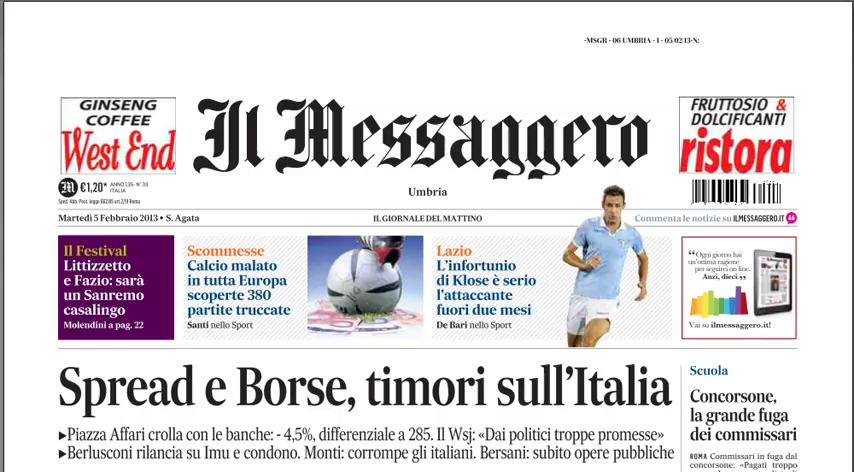 -MSGR - 06 UMBRIA - 1 - 05/02/13-N:
GINSENG
COFFEE
West End
Il Messaggero
FRUTTOSIO &
DOLCIFICANTI
ristora
M €1,20* ANNO 135- N° 33
ITALIA
Sped. Abb. Post. legge 662/96 art.2/19 Roma
Umbria
Martedì 5 Febbraio 2013 • S. Agata
IL GIORNALE DEL MATTINO
Commenta le notizie su ILMESSAGGERO.IT
Il Festival
Littizzetto
e Fazio: sarà
un Sanremo
casalingo
Molendini a pag. 22
Scommesse
Calcio malato
in tutta Europa
scoperte 380
partite truccate
Santi nello Sport
Lazio
L'infortunio
di Klose è serio
l'attaccante
fuori due mesi
De Bari nello Sport
“Ogni giorno hai
un'ottima ragione
per seguirci on line.
Anzi, dieci.”
Vai su ilmessaggero.it!
Spread e Borse, timori sull'Italia
▶Piazza Affari crolla con le banche: - 4,5%, differenziale a 285. Il Wsj: «Dai politici troppe promesse»
▶Berlusconi rilancia su Imu e condono. Monti: corrompe gli italiani. Bersani: subito opere pubbliche
Scuola
Concorsone,
la grande fuga
dei commissari
ROMA Commissari in fuga dal
concorsone: «Pagati troppo